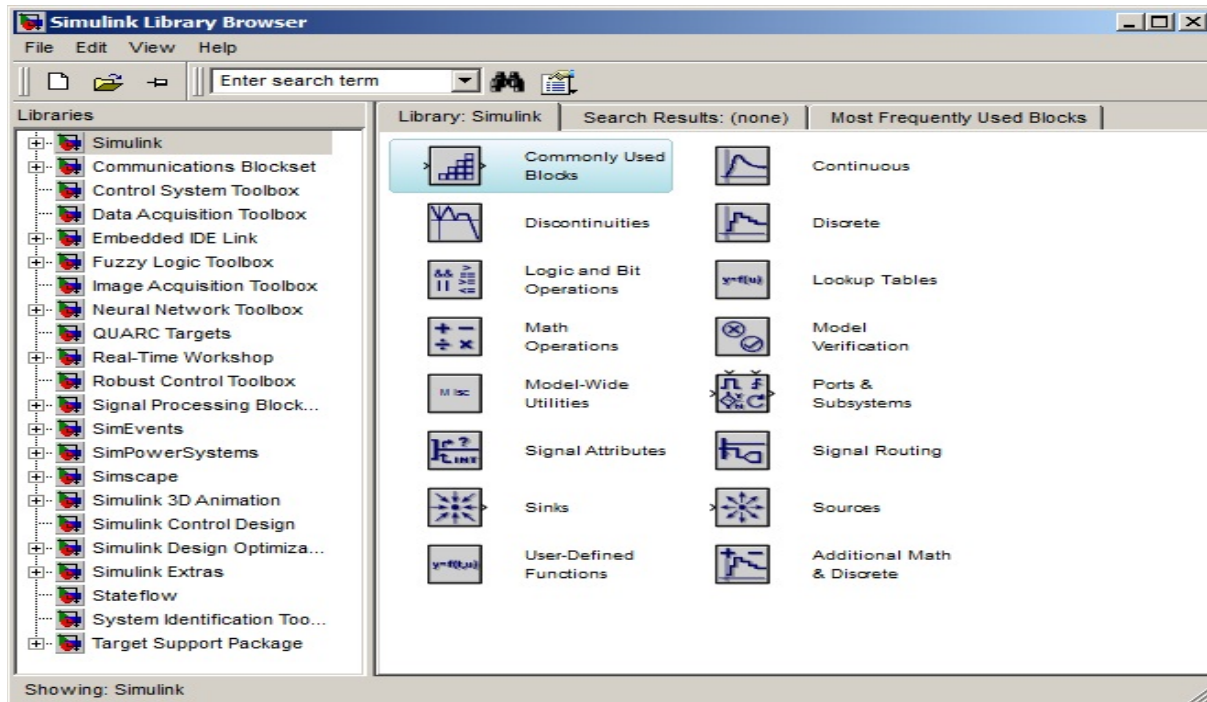 Simulink Library Browser
File Edit View Help
Enter search term
Libraries
Simulink
Communications Blockset
Control System Toolbox
Data Acquisition Toolbox
Embedded IDE Link
Fuzzy Logic Toolbox
Image Acquisition Toolbox
Neural Network Toolbox
QUARC Targets
Real-Time Workshop
Robust Control Toolbox
Signal Processing Block...
SimEvents
SimPowerSystems
Simscape
Simulink 3D Animation
Simulink Control Design
Simulink Design Optimiza...
Simulink Extras
Stateflow
System Identification Too...
Target Support Package
Library: Simulink Search Results: (none) Most Frequently Used Blocks
Commonly Used
Blocks
Continuous
Discontinuities
Discrete
&& >
|| ==
<=
Logic and Bit
Operations
y=f(u)
Lookup Tables
+ −
÷ ×
Math
Operations
Model
Verification
Misc
Model-Wide
Utilities
Ports &
Subsystems
?
INT
Signal Attributes
Signal Routing
Sinks
Sources
y=f(t,u)
User-Defined
Functions
Additional Math
& Discrete
Showing: Simulink